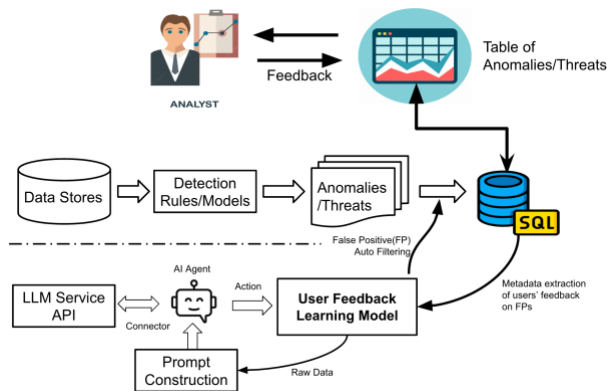 Feedback
ANALYST
Table of
Anomalies/Threats
Data Stores
Detection
Rules/Models
Anomalies
/Threats
SQL
False Positive(FP)
Auto Filtering
AI Agent
LLM Service
API
Connector
Action
User Feedback
Learning Model
Metadata extraction
of users' feedback
on FPs
Prompt
Construction
Raw Data